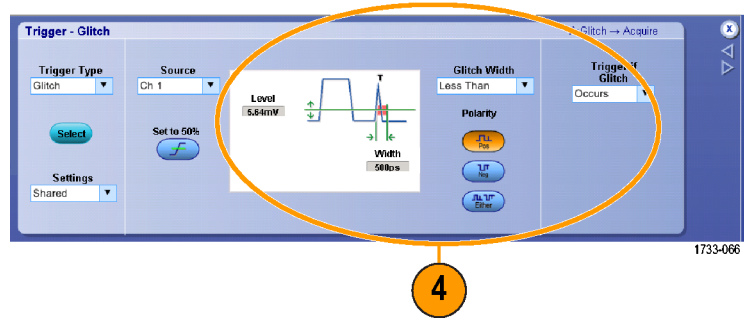 Trigger - Glitch
Glitch → Acquire
X
Trigger Type
Glitch
Select
Settings
Shared
Source
Ch 1
Set to 50%
Level
5.64mV
T
Width
500ps
Glitch Width
Less Than
Polarity
Pos
Neg
Either
Trigger if
Glitch
Occurs
1733-066
4